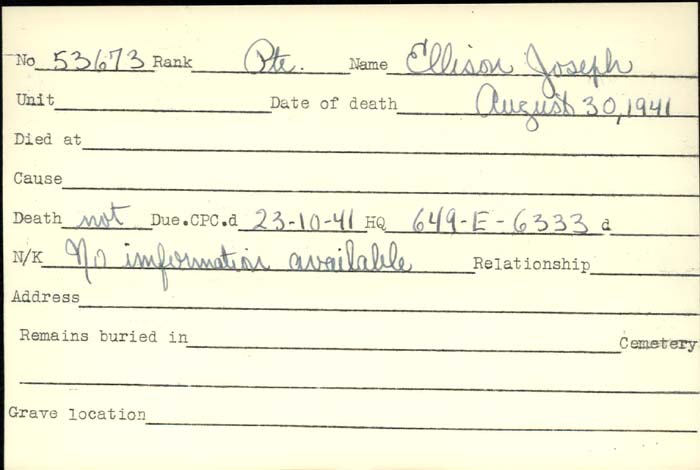 No 53673 Rank Pte. Name Ellison Joseph
Unit Date of death August 30, 1941
Died at
Cause
Death not Due.CPC.d 23-10-41 HQ 649-E-6333 d
N/K No information available Relationship
Address
Remains buried in Cemetery
Grave location